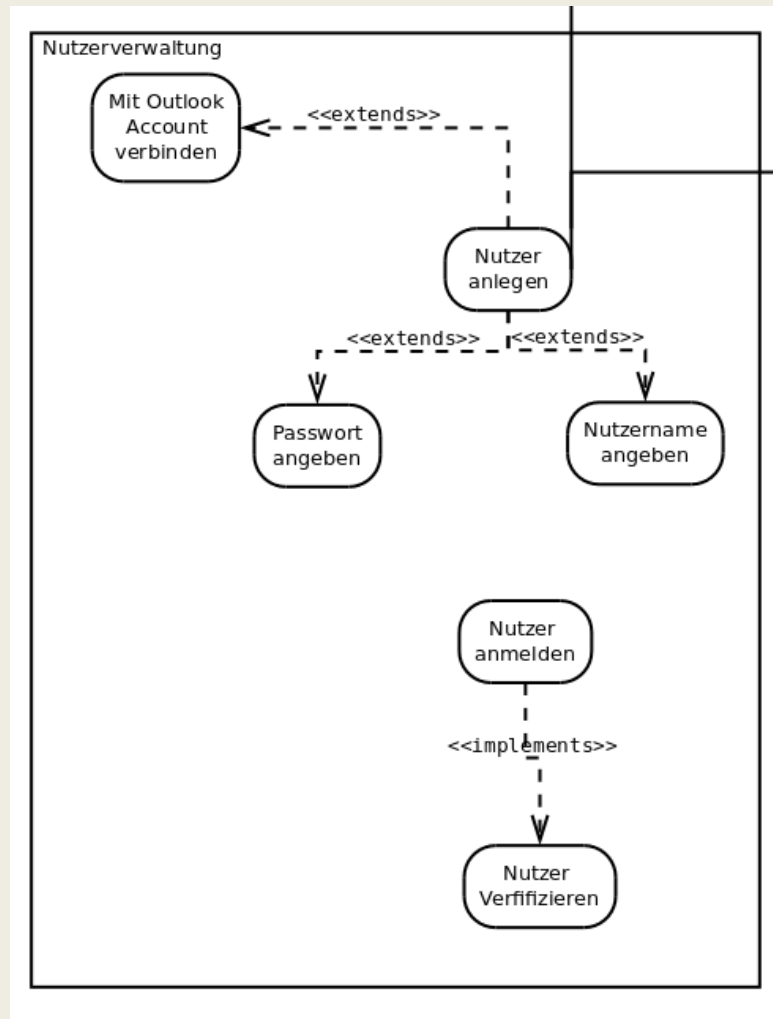 Nutzerverwaltung
Mit Outlook
Account
verbinden
<<extends>>
Nutzer
anlegen
<<extends>>
<<extends>>
Passwort
angeben
Nutzername
angeben
Nutzer
anmelden
<<implements>>
Nutzer
Verfifizieren